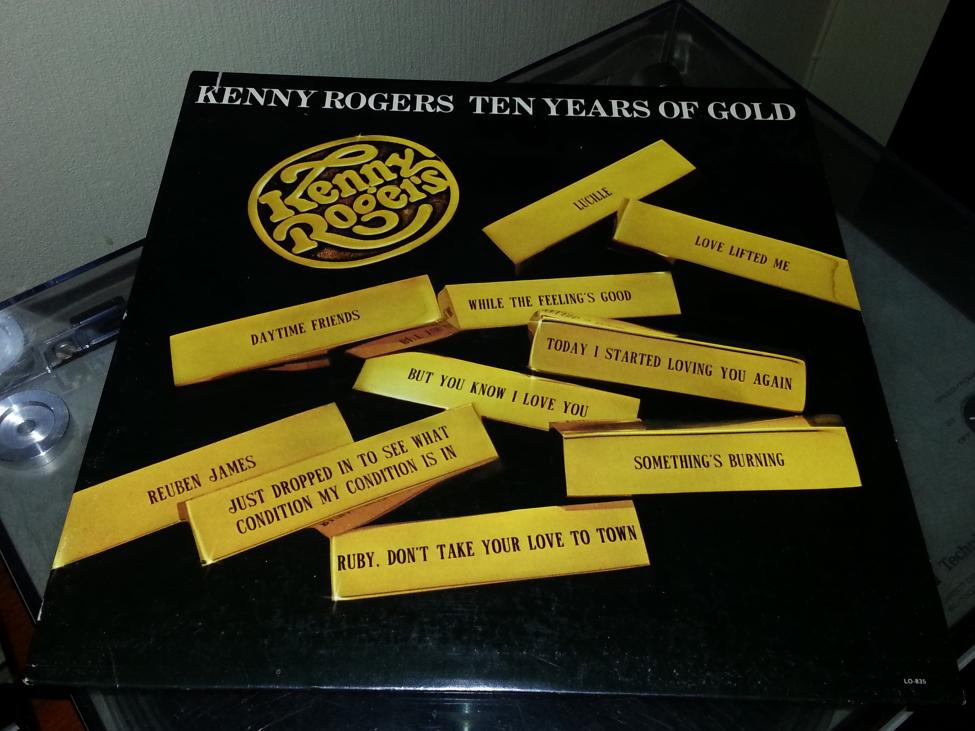 KENNY ROGERS TEN YEARS OF GOLD
Kenny
Rogers
LUCILLE
LOVE LIFTED ME
WHILE THE FEELING'S GOOD
DAYTIME FRIENDS
TODAY I STARTED LOVING YOU AGAIN
BUT YOU KNOW I LOVE YOU
REUBEN JAMES
JUST DROPPED IN TO SEE WHAT
CONDITION MY CONDITION IS IN
SOMETHING'S BURNING
RUBY, DON'T TAKE YOUR LOVE TO TOWN
LO-835